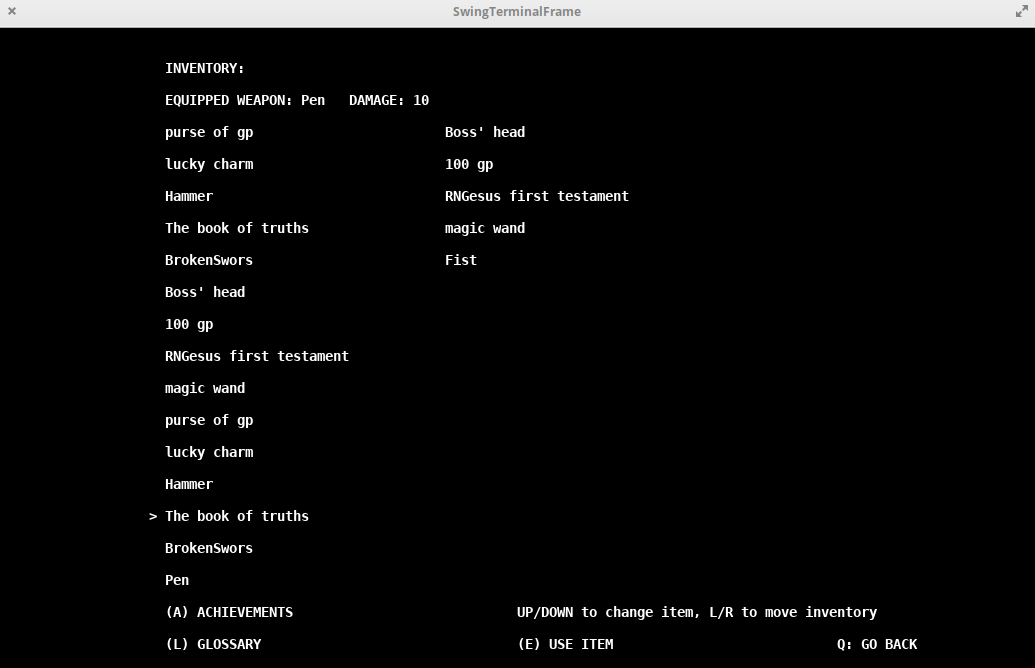 SwingTerminalFrame
INVENTORY:
EQUIPPED WEAPON: Pen DAMAGE: 10
purse of gp Boss' head
lucky charm 100 gp
Hammer RNGesus first testament
The book of truths magic wand
BrokenSwors Fist
Boss' head
100 gp
RNGesus first testament
magic wand
purse of gp
lucky charm
Hammer
> The book of truths
BrokenSwors
Pen
(A) ACHIEVEMENTS UP/DOWN to change item, L/R to move inventory
(L) GLOSSARY (E) USE ITEM Q: GO BACK